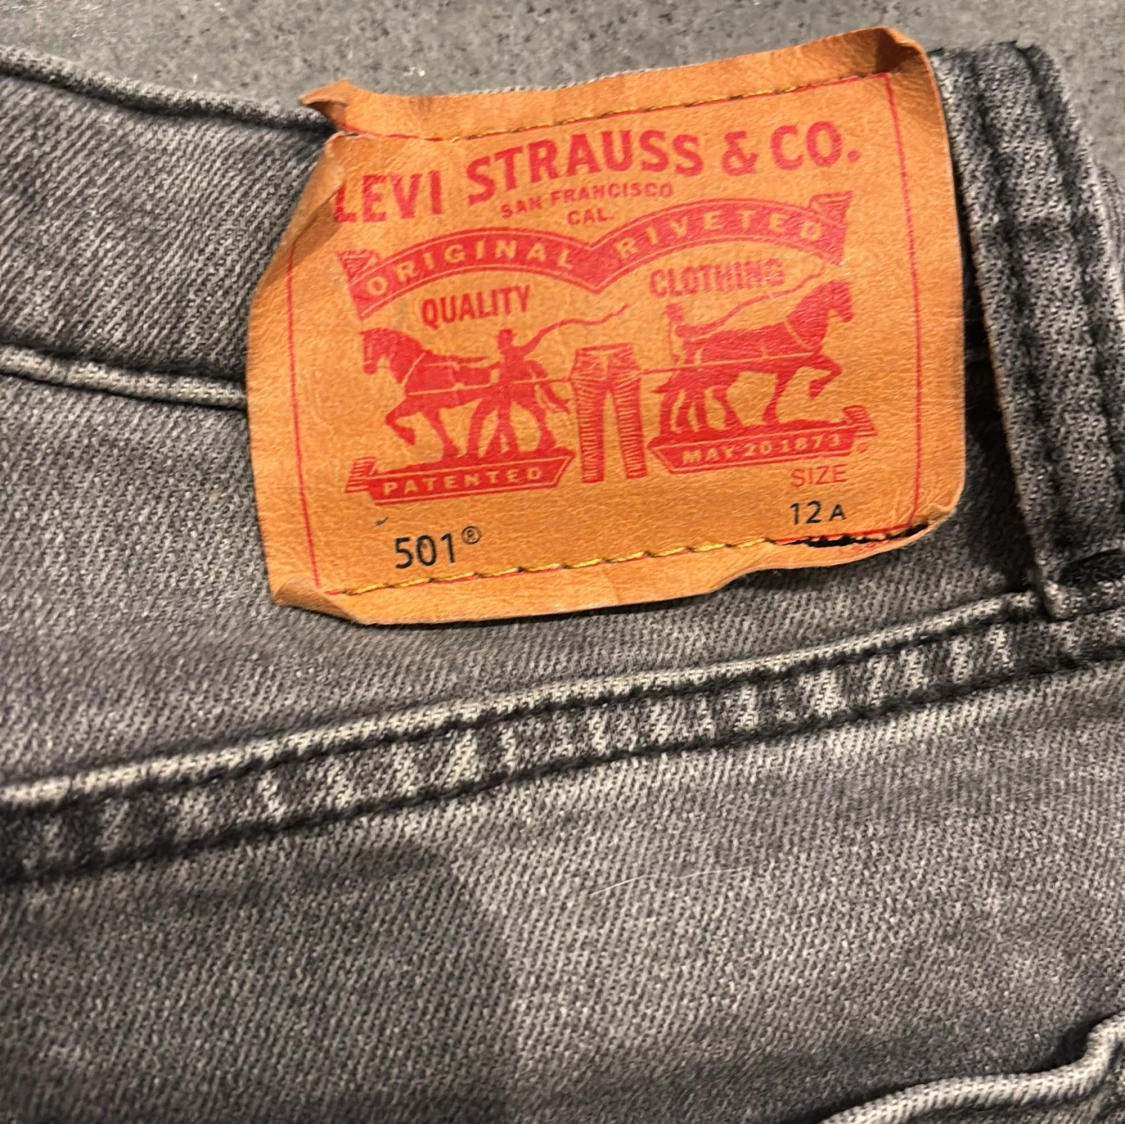 LEVI STRAUSS & CO.
SAN FRANCISCO
CAL.
ORIGINAL RIVETED
QUALITY CLOTHING
PATENTED MAY 20 1873
SIZE
501® 12 A